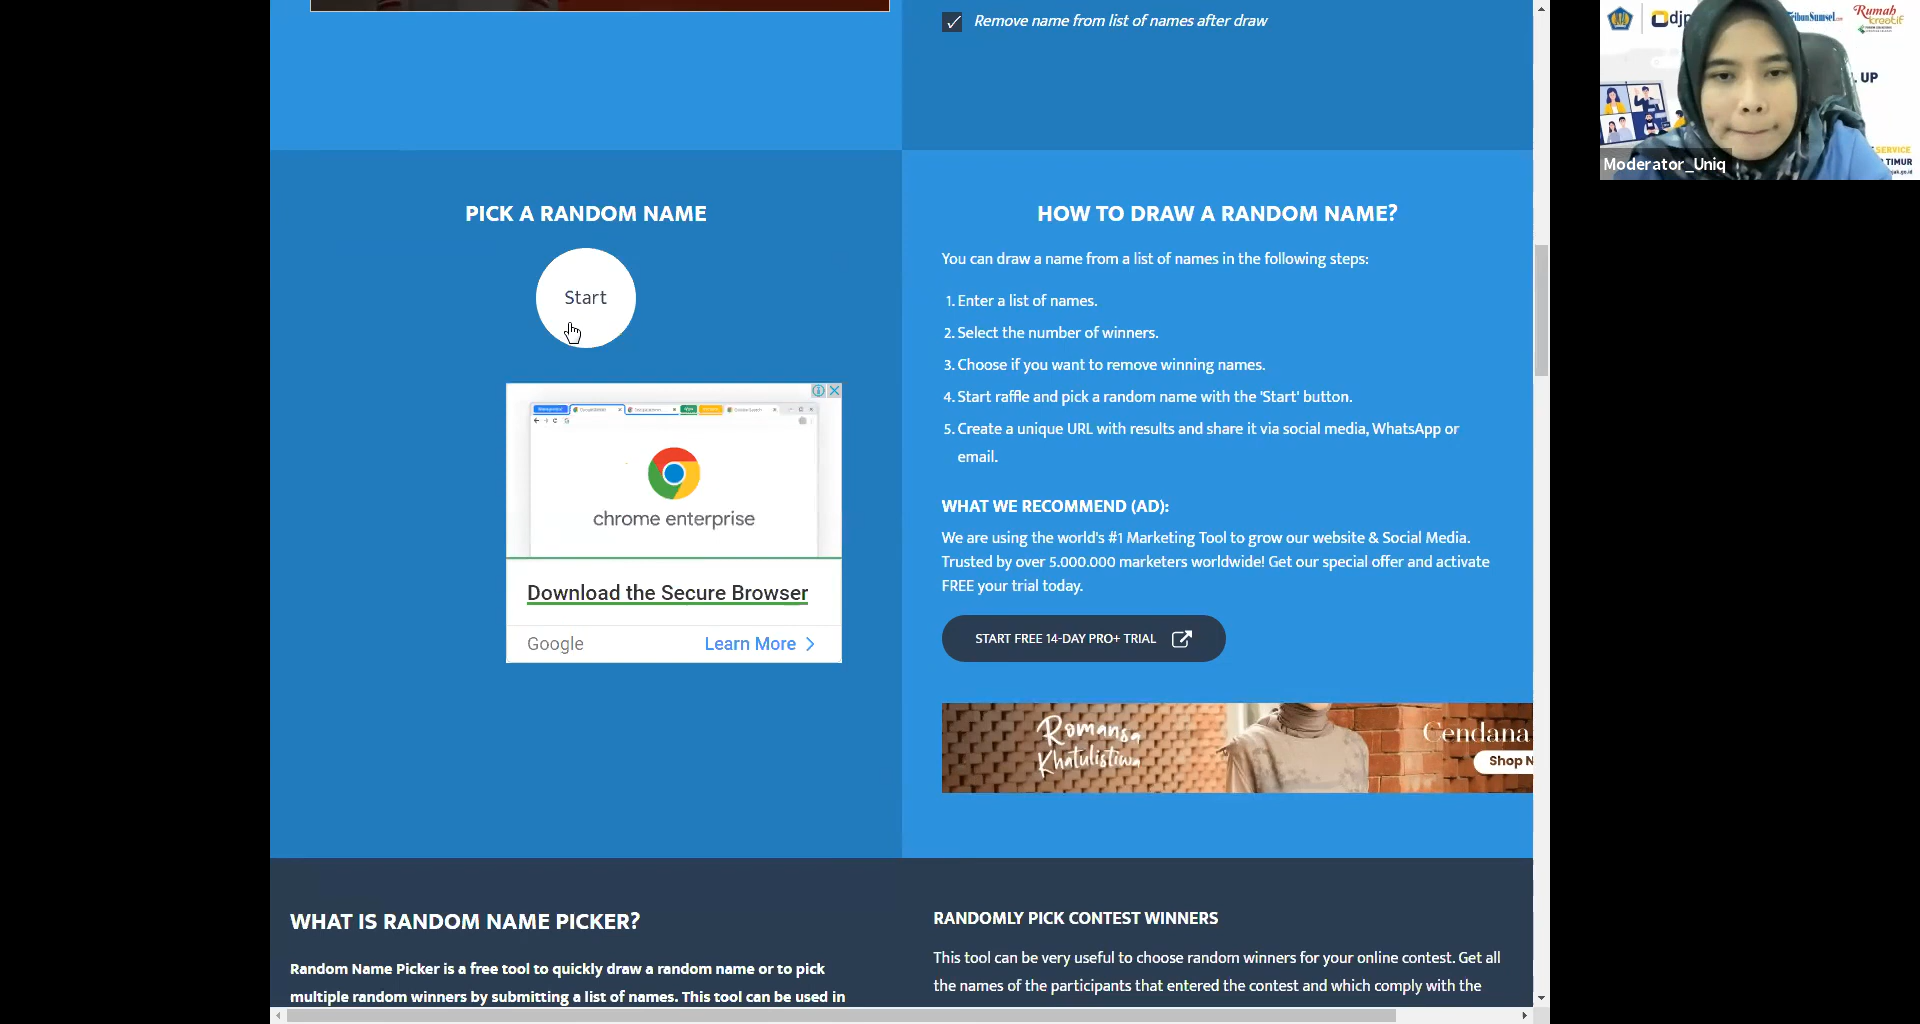 Remove name from list of names after draw
PICK A RANDOM NAME
Start
chrome enterprise
Download the Secure Browser
Google
Learn More
HOW TO DRAW A RANDOM NAME?
You can draw a name from a list of names in the following steps:
1. Enter a list of names.
2. Select the number of winners.
3. Choose if you want to remove winning names.
4. Start raffle and pick a random name with the 'Start' button.
5. Create a unique URL with results and share it via social media, WhatsApp or
email.
WHAT WE RECOMMEND (AD):
We are using the world's #1 Marketing Tool to grow our website & Social Media.
Trusted by over 5.000.000 marketers worldwide! Get our special offer and activate
FREE your trial today.
START FREE 14-DAY PRO+ TRIAL
Romansa
Khatulistiwa
Cendana
Shop N
WHAT IS RANDOM NAME PICKER?
Random Name Picker is a free tool to quickly draw a random name or to pick
multiple random winners by submitting a list of names. This tool can be used in
RANDOMLY PICK CONTEST WINNERS
This tool can be very useful to choose random winners for your online contest. Get all
the names of the participants that entered the contest and which comply with the
djp
Rumah
kreatif
UP
SERVICE
TIMUR
Moderator_Uniq